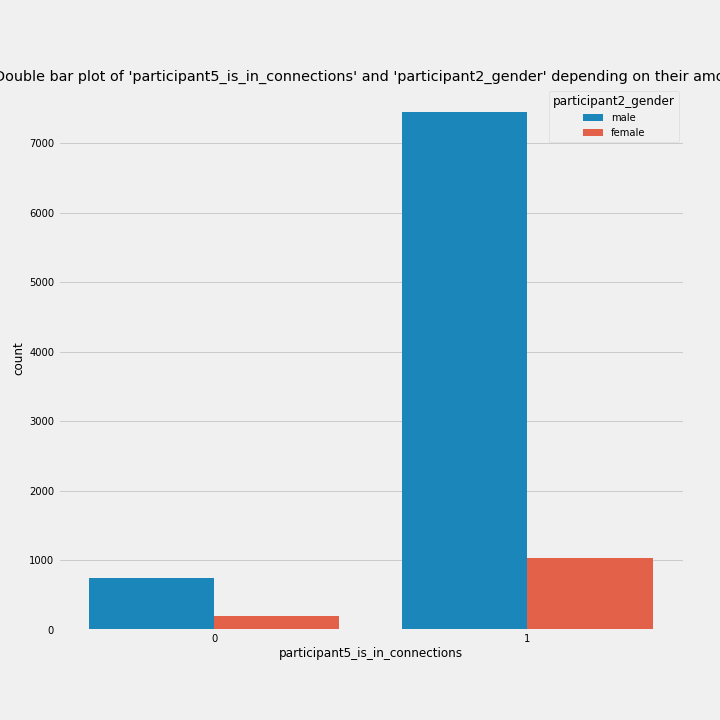 Double bar plot of 'participant5_is_in_connections' and 'participant2_gender' depending on their
participant2_gender
male
female
7000
6000
5000
4000
3000
2000
1000
0
count
0
1
participant5_is_in_connections